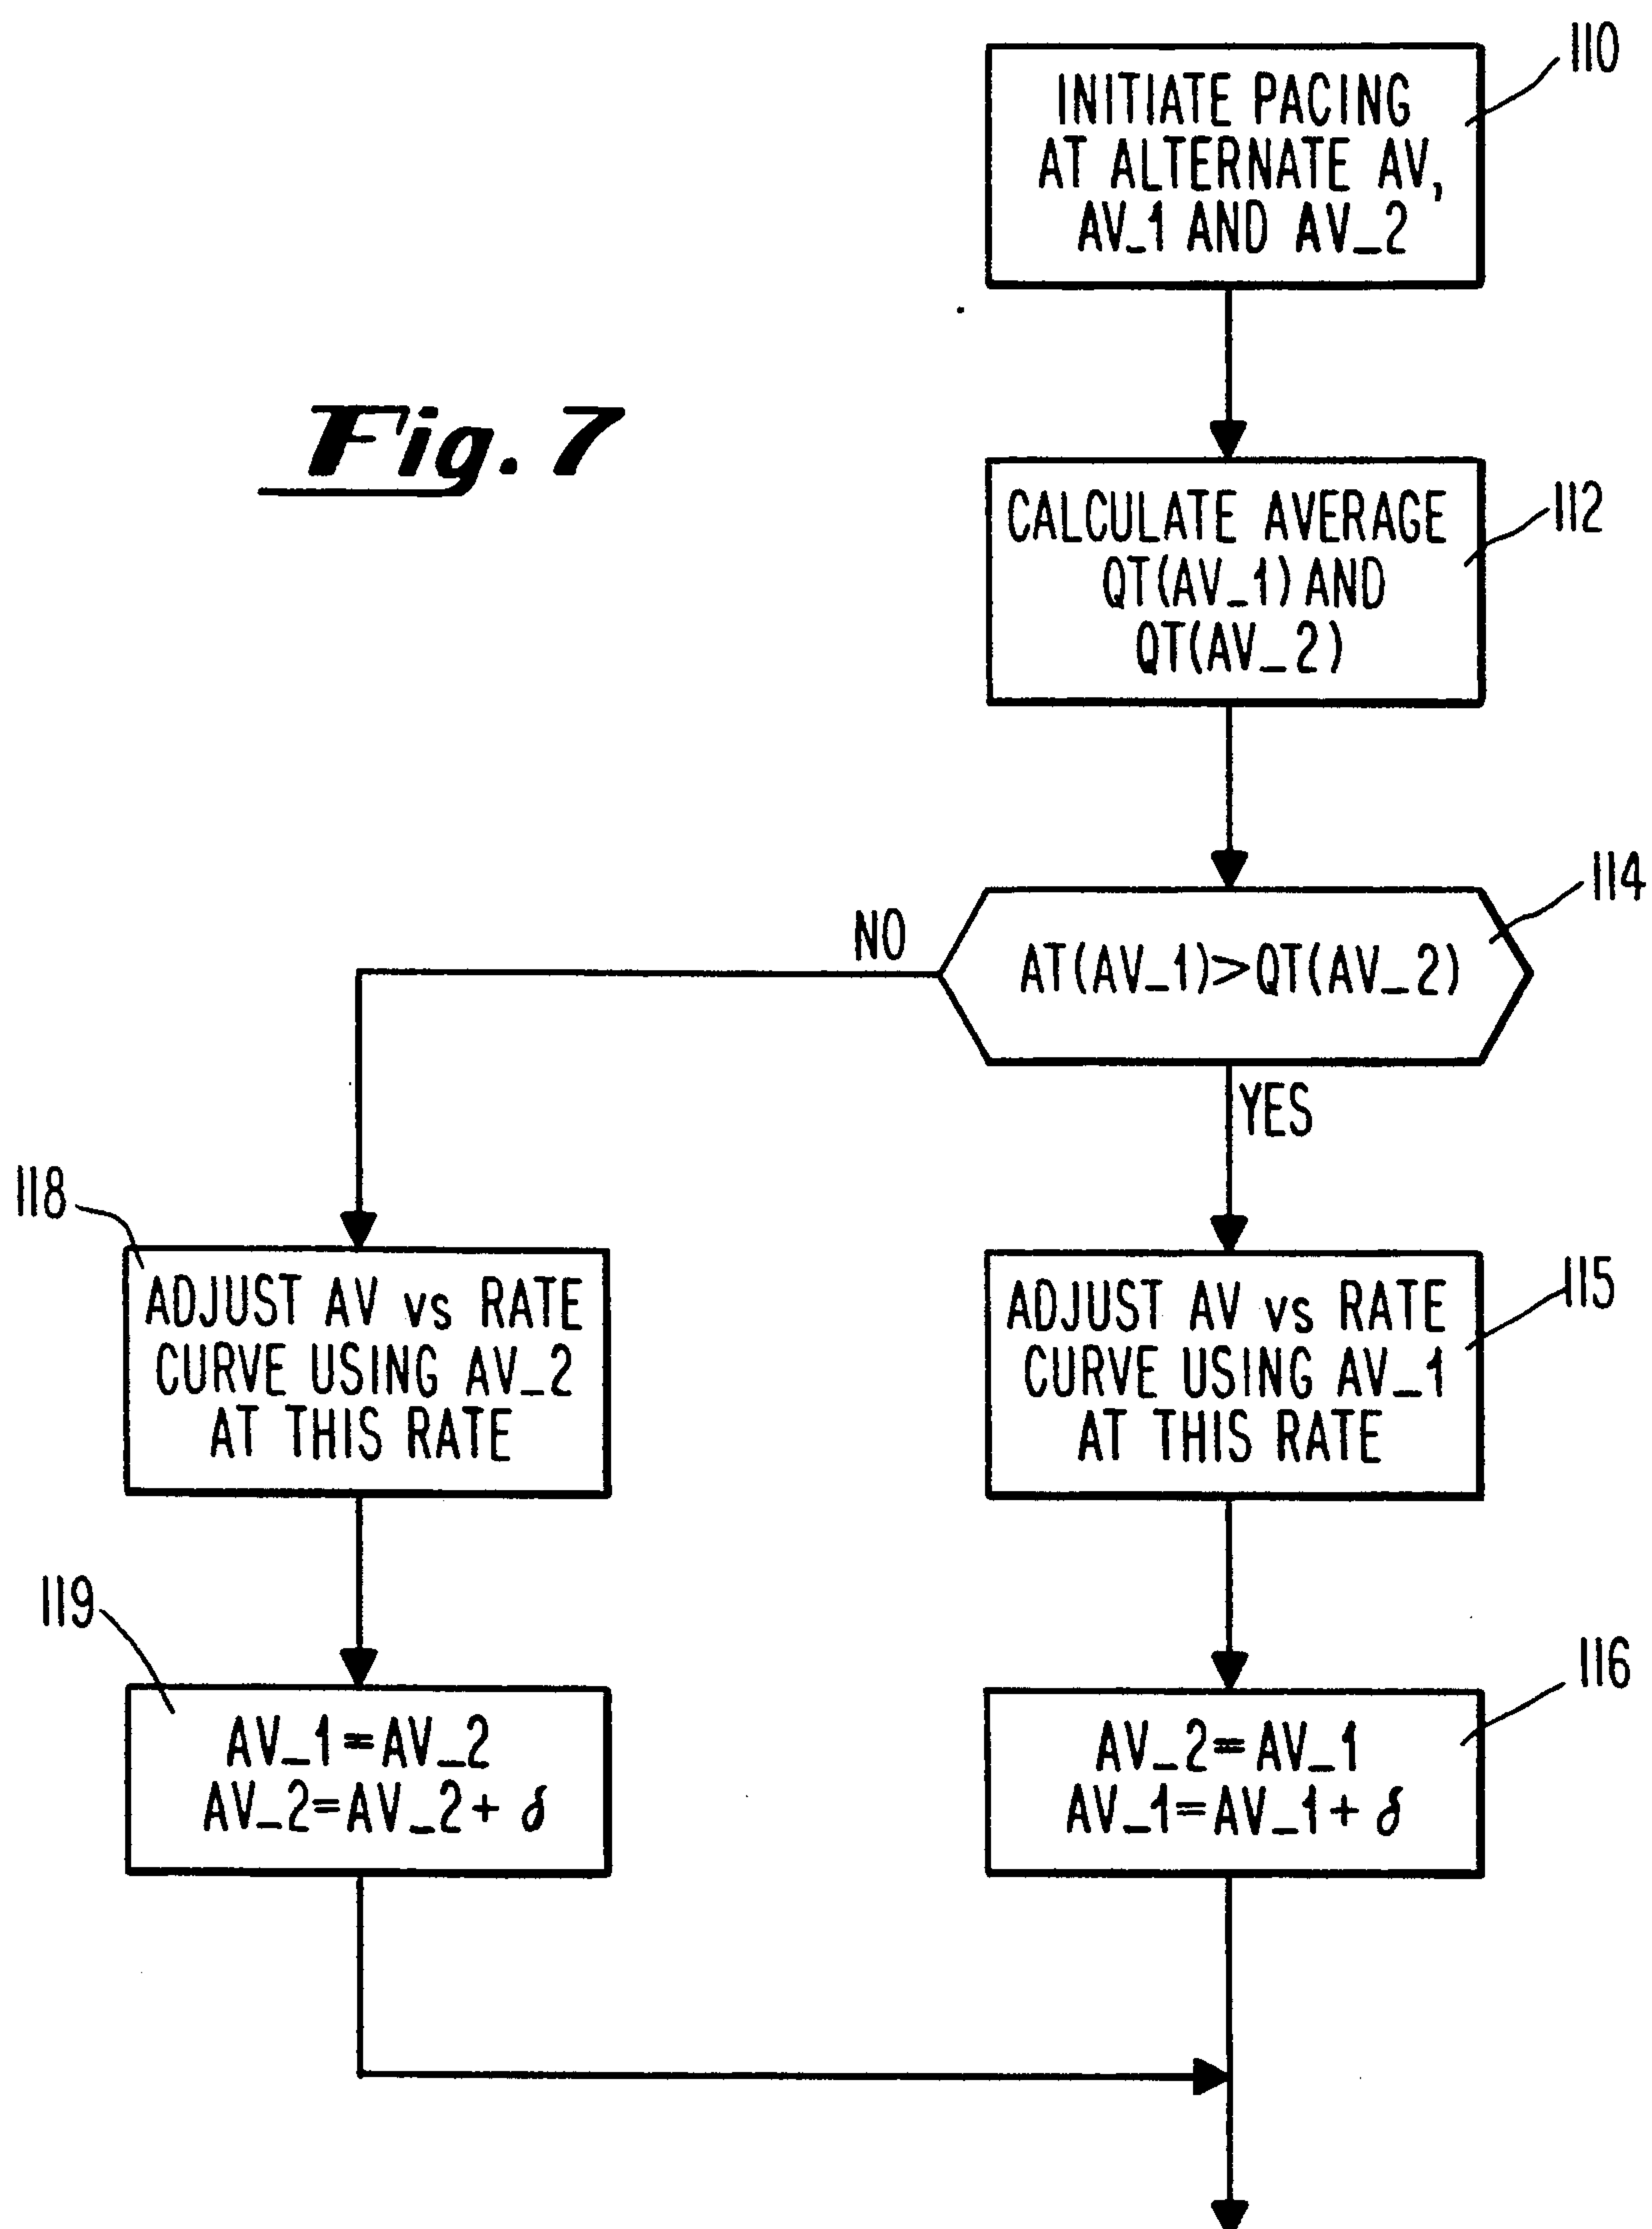 110
INITIATE PACING
AT ALTERNATE AV,
AV_1 AND AV_2
Fig. 7
112
CALCULATE AVERAGE
QT(AV_1) AND
QT(AV_2)
114
NO
AT(AV_1)>QT(AV_2)
YES
118
ADJUST AV vs RATE
CURVE USING AV_2
AT THIS RATE
115
ADJUST AV vs RATE
CURVE USING AV_1
AT THIS RATE
119
AV_1=AV_2
AV_2=AV_2+ δ
116
AV_2=AV_1
AV_1=AV_1+ δ